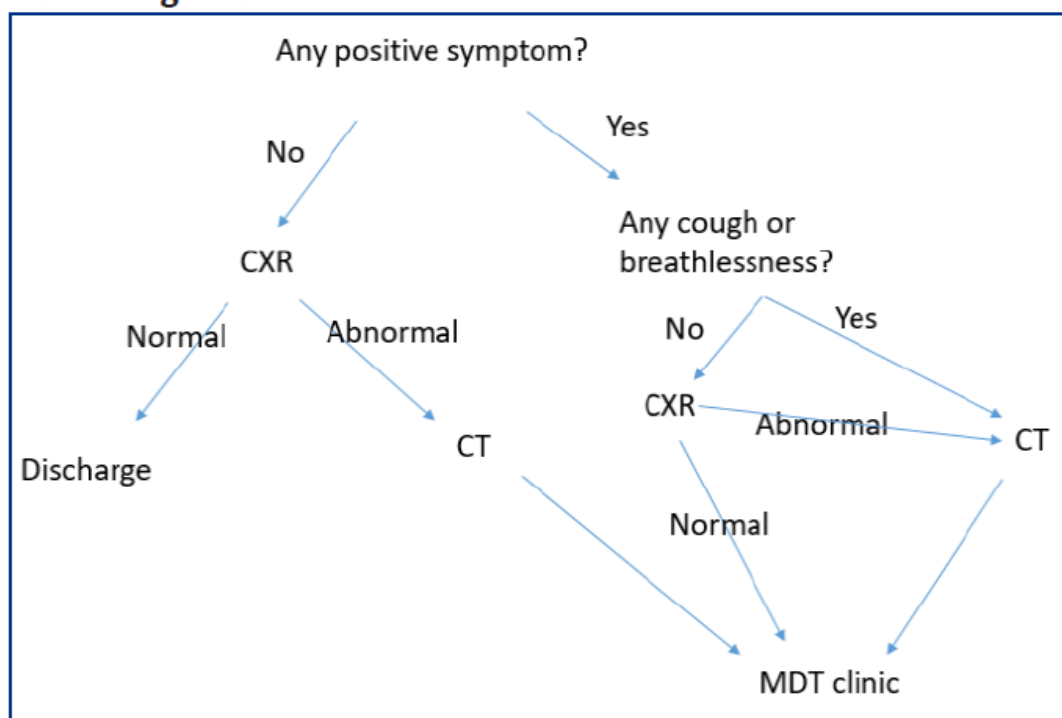 Any positive symptom?
No
Yes
Any cough or
breathlessness?
CXR
Normal
Abnormal
No
Yes
CXR
Abnormal
CT
CT
Discharge
Normal
MDT clinic